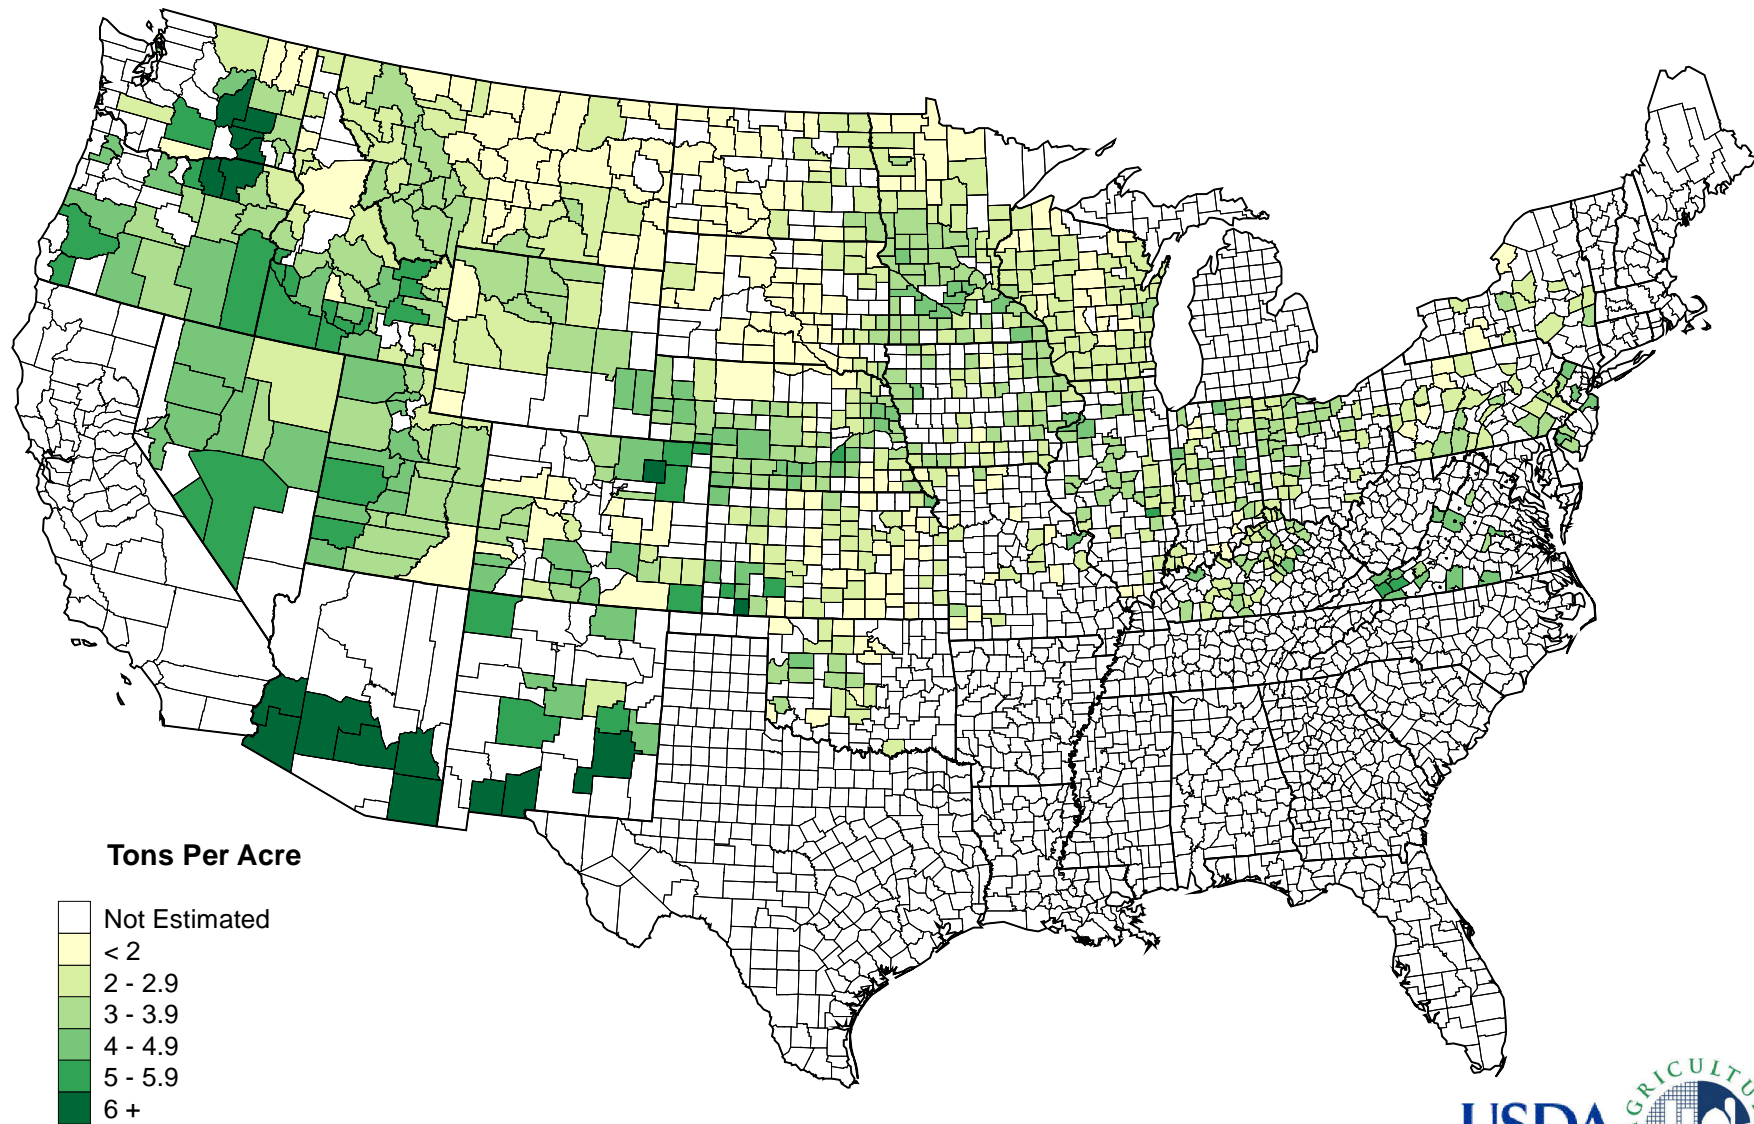 Tons Per Acre
Not Estimated
< 2
2 - 2.9
3 - 3.9
4 - 4.9
5 - 5.9
6 +
USDA